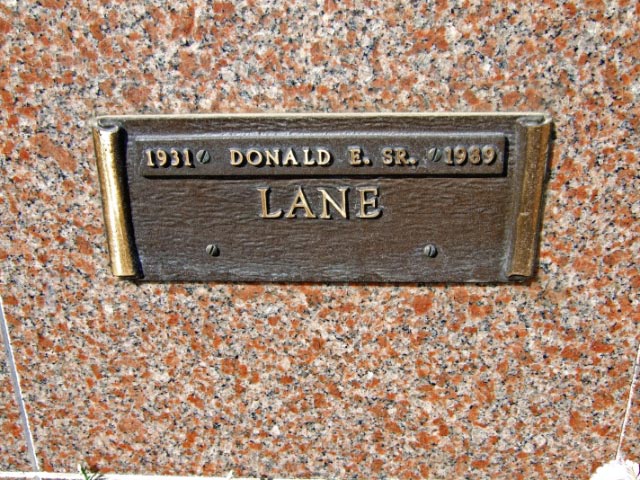 1931 DONALD E. SR. 1989
LANE